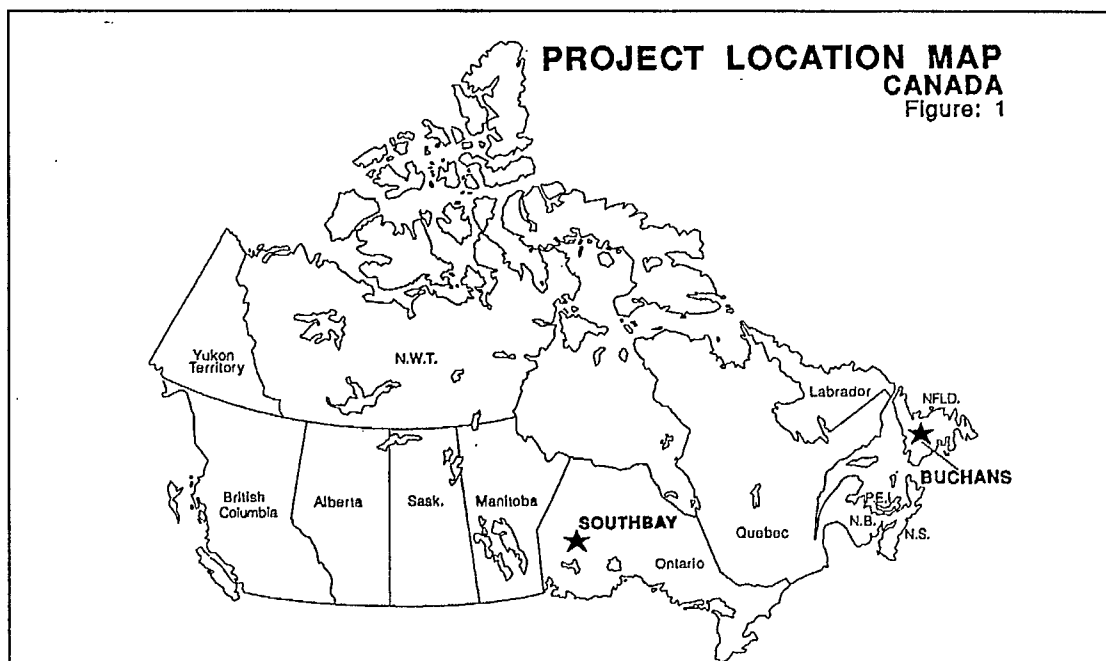 PROJECT LOCATION MAP
CANADA
Figure: 1
Yukon
Territory
N.W.T.
Labrador
NFLD.
BUCHANS
British
Columbia
Alberta
Sask.
Manitoba
SOUTHBAY
Ontario
Quebec
P.E.I.
N.B.
N.S.